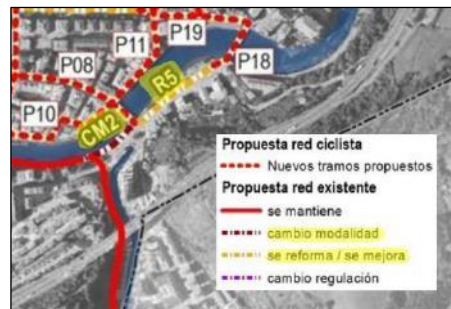 P19
P11
P18
P08
R5
P10
CM2
Propuesta red ciclista
Nuevos tramos propuestos
Propuesta red existente
se mantiene
cambio modalidad
se reforma / se mejora
cambio regulación